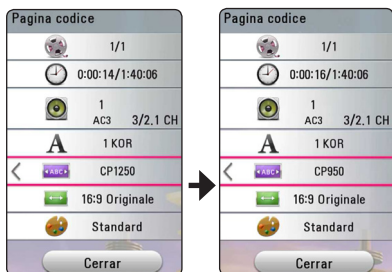 Pagina codice
1/1
0:00:14/1:40:06
1
AC3 3/2.1 CH
A 1 KOR
ABC CP1250
16:9 Originale
Standard
Cerrar
Pagina codice
1/1
0:00:16/1:40:06
1
AC3 3/2.1 CH
A 1 KOR
ABC CP950
16:9 Originale
Standard
Cerrar